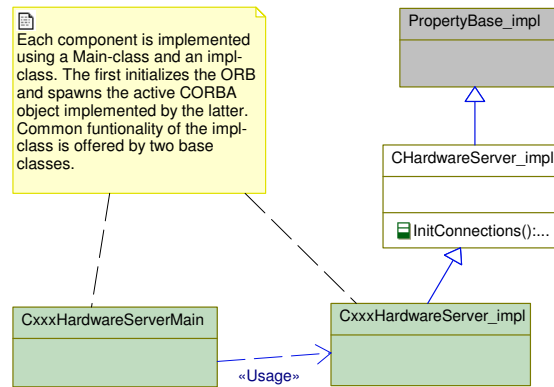 Each component is implemented
using a Main-class and an impl-
class. The first initializes the ORB
and spawns the active CORBA
object implemented by the latter.
Common funtionality of the impl-
class is offered by two base
classes.
PropertyBase_impl
CHardwareServer_impl
InitConnections():...
CxxxHardwareServerMain
CxxxHardwareServer_impl
«Usage»